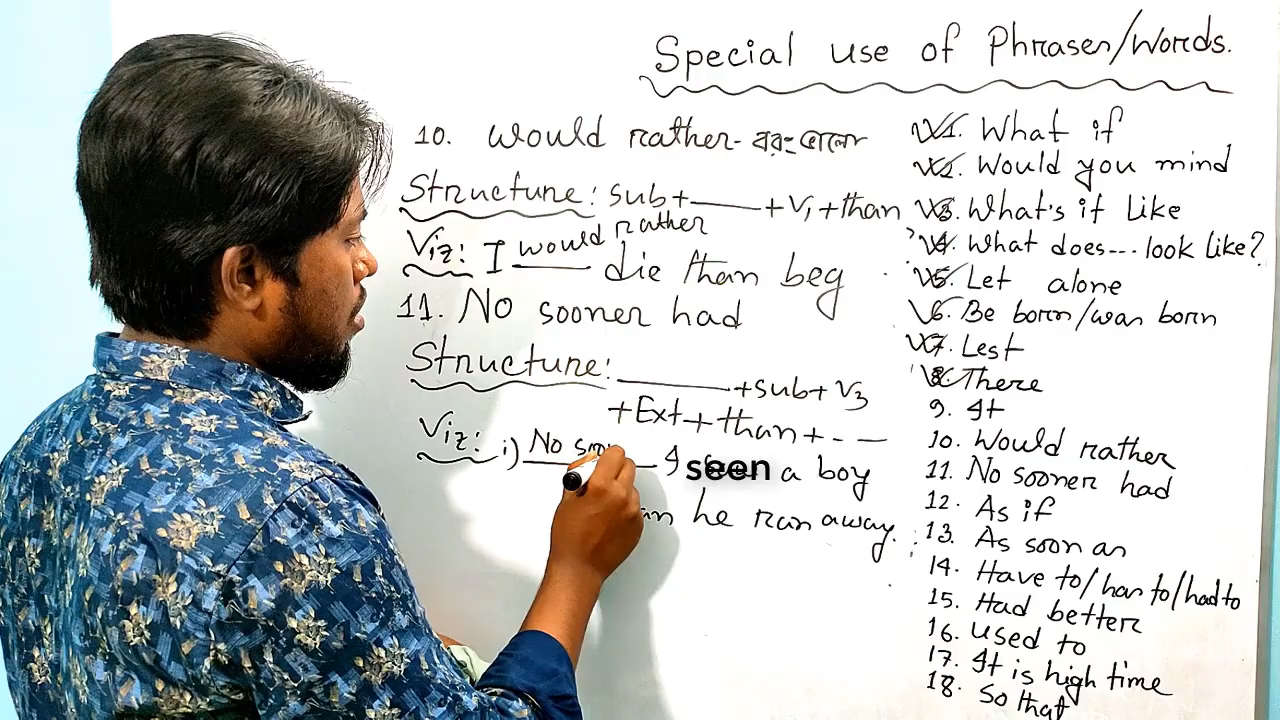 Special use of Phrases/Words.
10. Would rather - বরং ভালো
Structure: sub+____+V1+than
Viz: I would rather die than beg
11. No sooner had
Structure: ____+sub+V3
+Ext+than+---
Viz: i) No soon I seen a boy
he ran away.
1. What if
2. Would you mind
3. What's it Like
4. What does---look like?
5. Let alone
6. Be born/was born
7. Lest
8. There
9. It
10. Would rather
11. No sooner had
12. As if
13. As soon as
14. Have to/has to/had to
15. Had better
16. used to
17. It is high time
18. So that